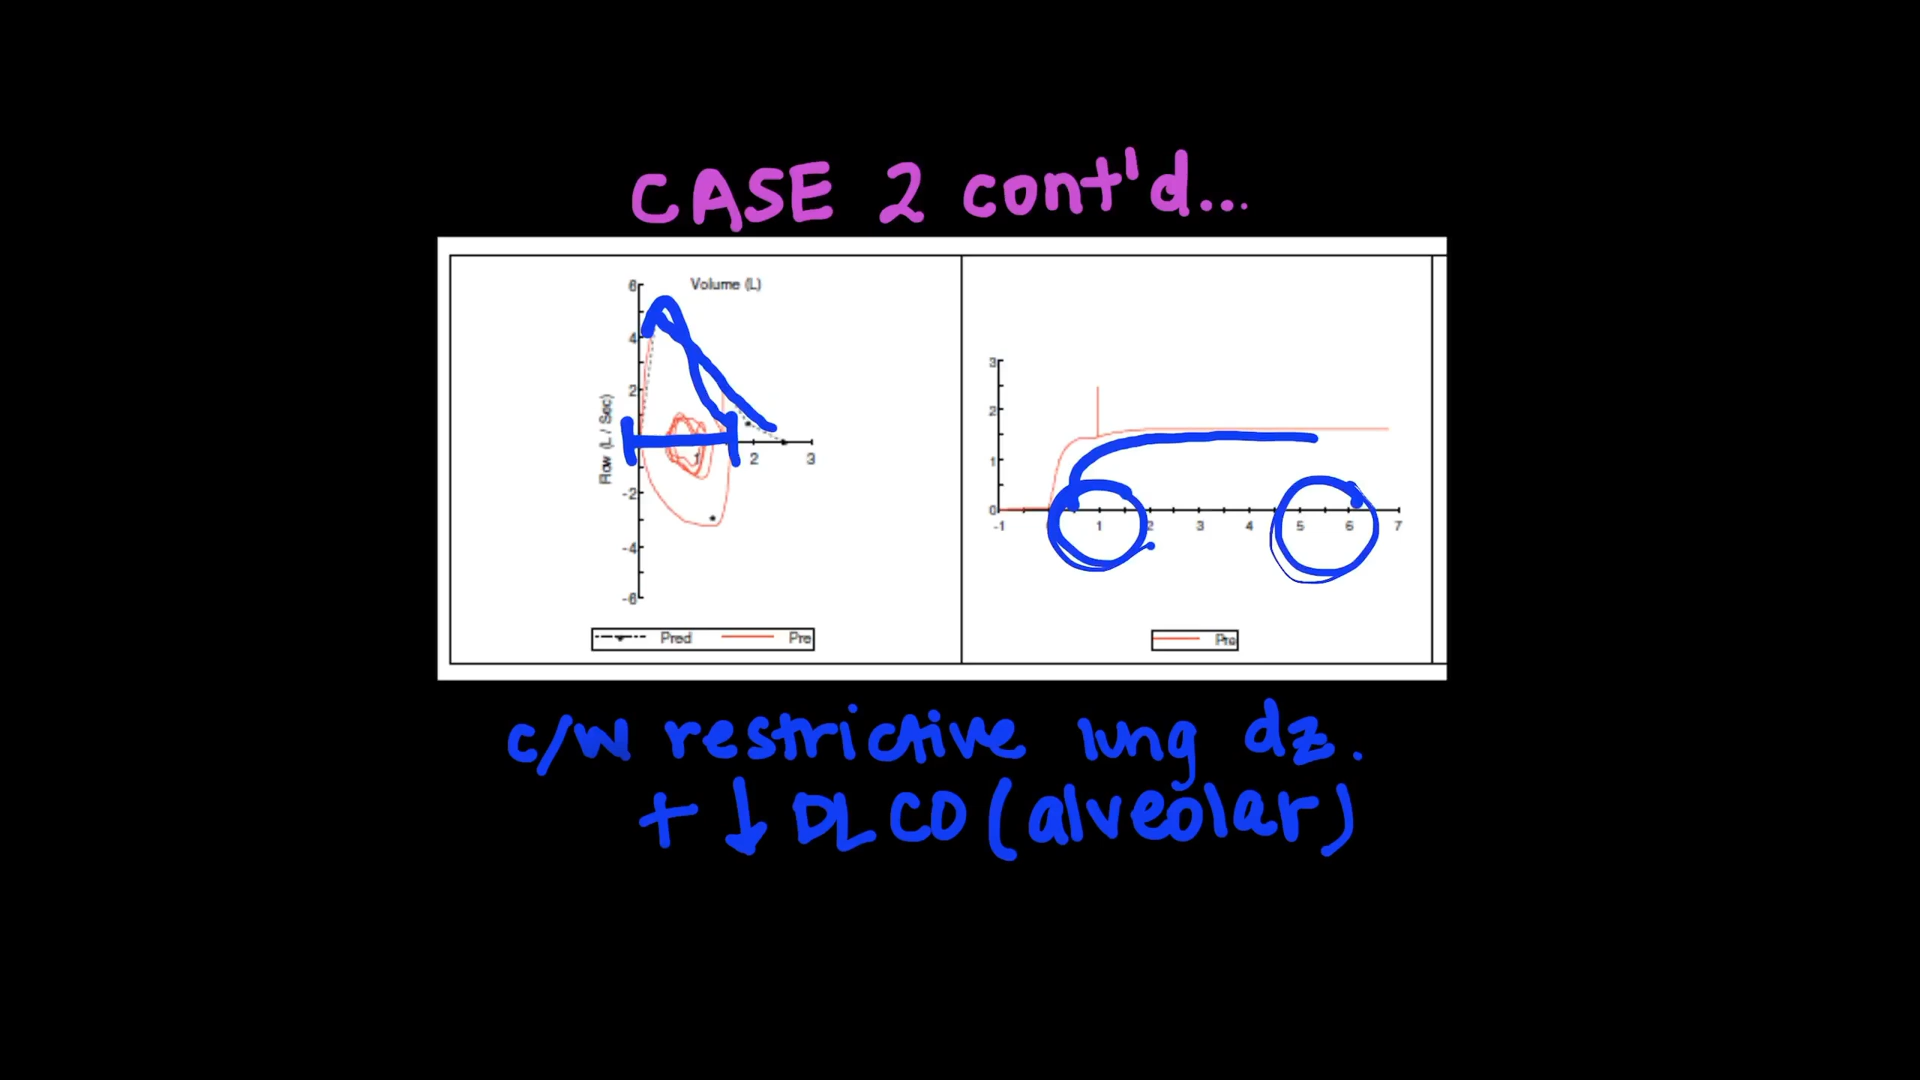 CASE 2 cont'd...
Volume (L)
Flow (L / Sec)
6
4
2
-2
-4
-6
1 2 3
Pred Pre
3
2
1
0
-1 1 2 3 4 5 6 7
Pre
c/w restrictive lung dz.
+ ↓ DLCO (alveolar)